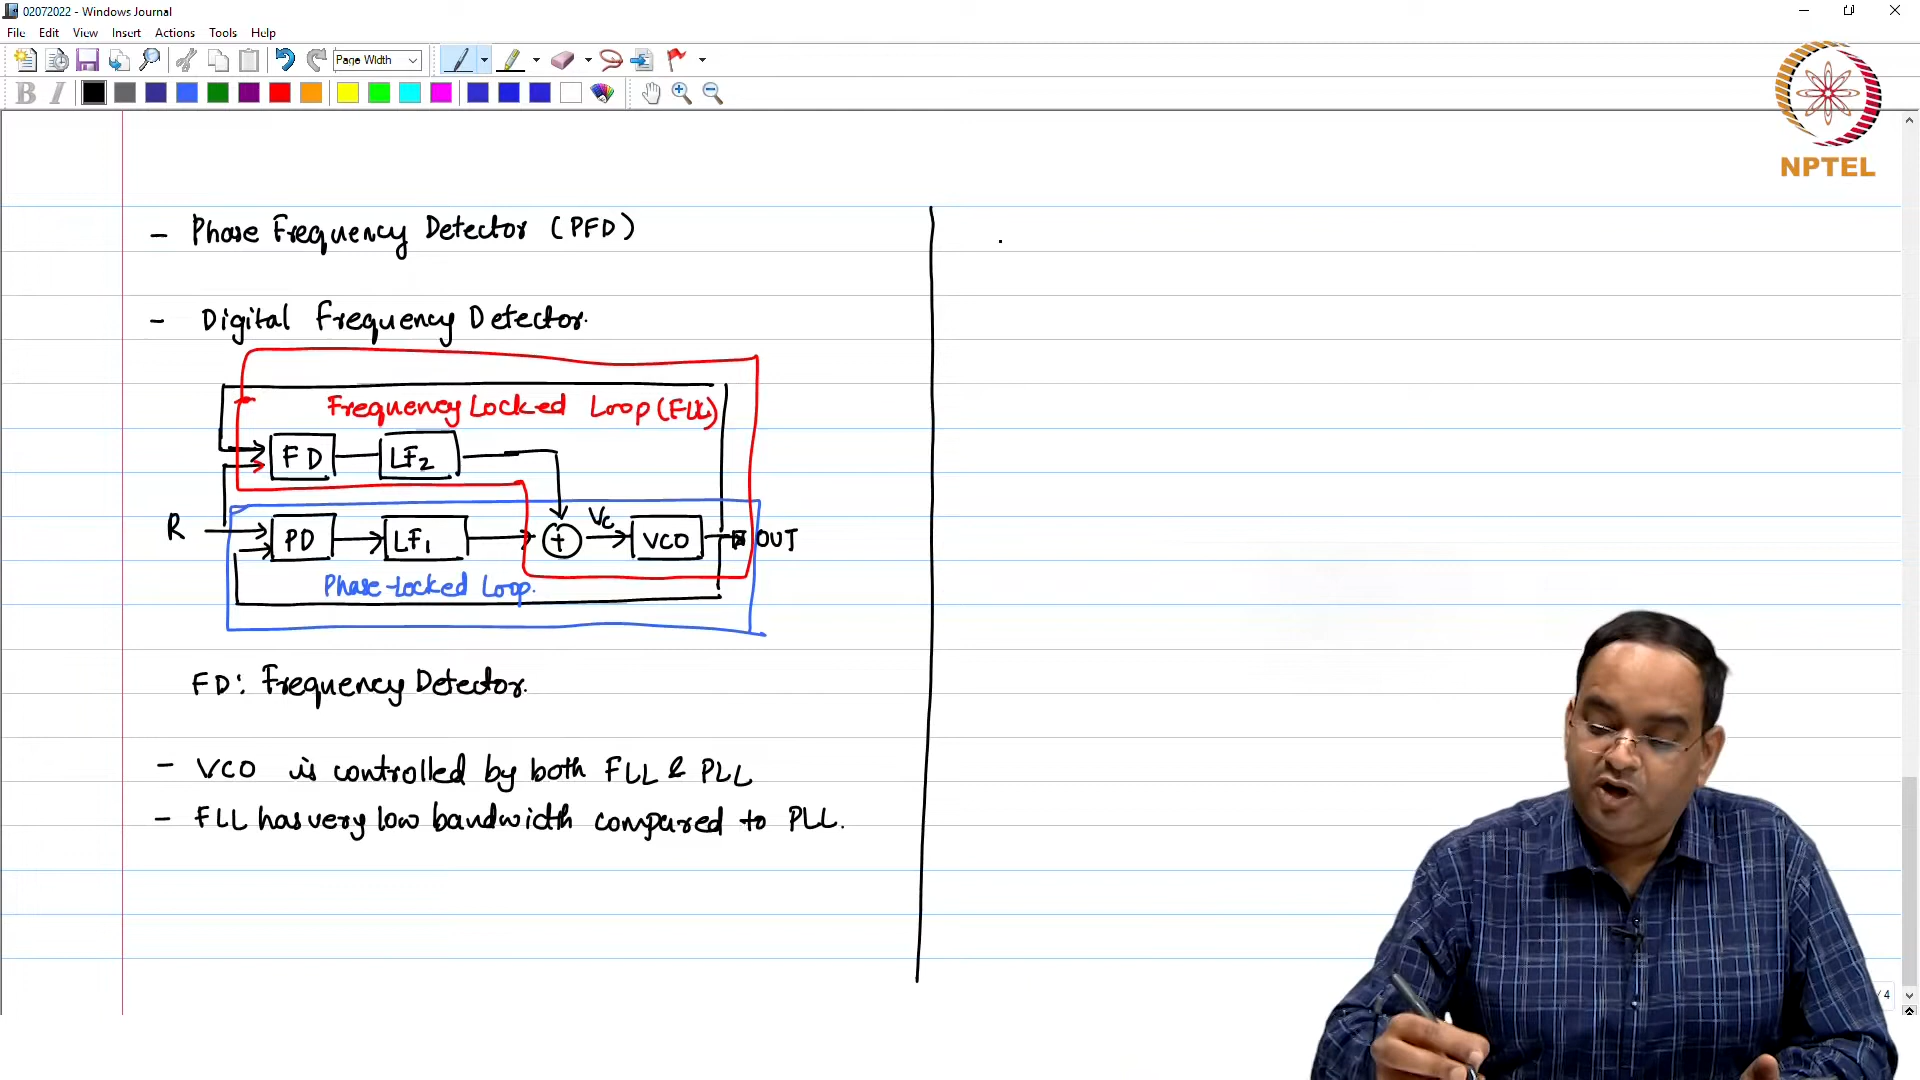 02072022 - Windows Journal
File Edit View Insert Actions Tools Help
Page Width
B I
NPTEL
- Phase Frequency Detector (PFD)
- Digital Frequency Detector.
Frequency Locked Loop (FLL)
FD LF2
R PD LF1 + Vc VCO OUT
Phase-Locked Loop.
FD: Frequency Detector.
- VCO is controlled by both FLL & PLL
- FLL has very low bandwidth compared to PLL.
/ 4